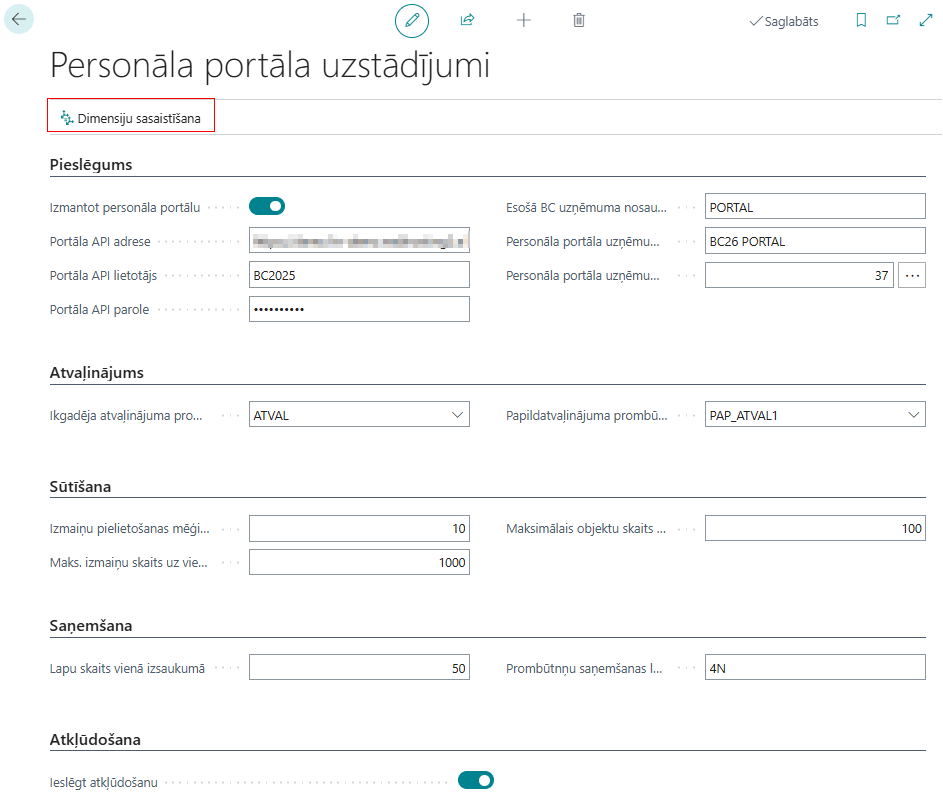 Saglabāts
Personāla portāla uzstādījumi
Dimensiju sasaistīšana
Pieslēgums
Izmantot personāla portālu
Portāla API adrese
Portāla API lietotājs BC2025
Portāla API parole ••••••••••
Esošā BC uzņēmuma nosau... PORTAL
Personāla portāla uzņēmu... BC26 PORTAL
Personāla portāla uzņēmu... 37 ...
Atvaļinājums
Ikgadēja atvaļinājuma pro... ATVAL
Papildatvaļinājuma prombū... PAP_ATVAL1
Sūtīšana
Izmaiņu pielietošanas mēģi... 10
Maks. izmaiņu skaits uz vie... 1000
Maksimālais objektu skaits ... 100
Saņemšana
Lapu skaits vienā izsaukumā 50
Prombūtnņu saņemšanas l... 4N
Atkļūdošana
Ieslēgt atkļūdošanu